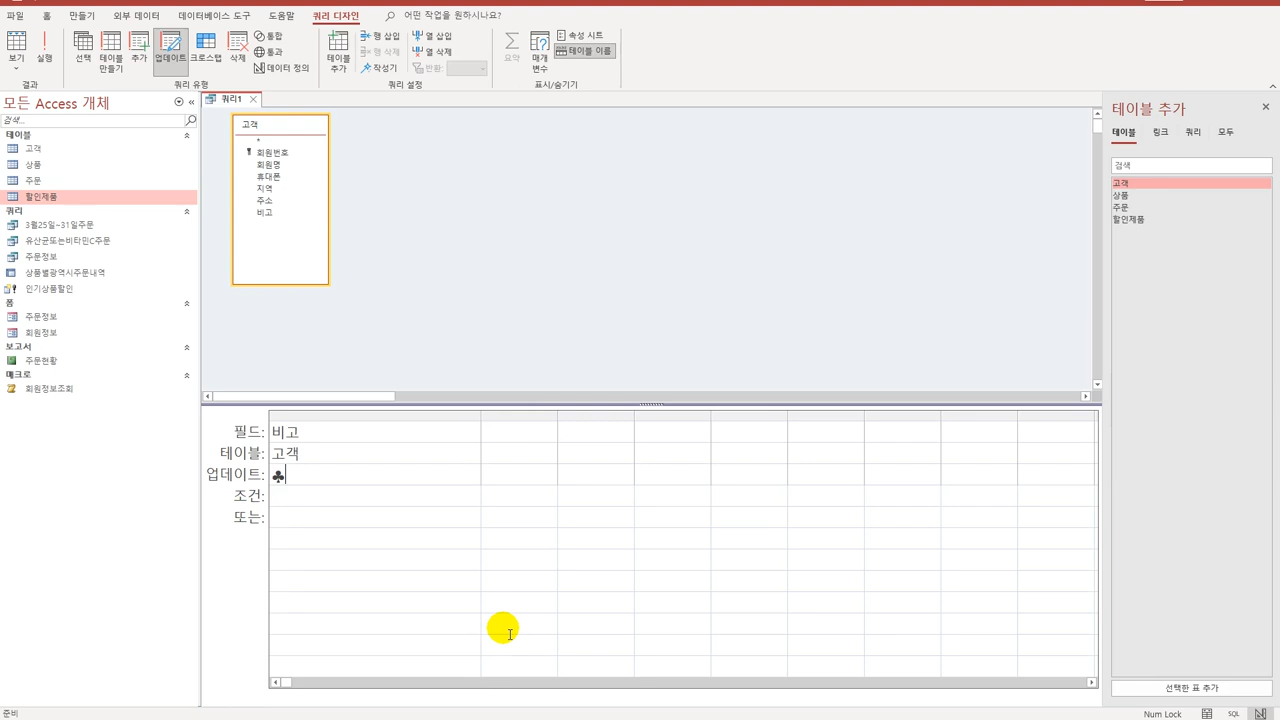 파일 홈 만들기 외부 데이터 데이터베이스 도구 도움말 쿼리 디자인 어떤 작업을 원하시나요?
보기
실행
선택
테이블
만들기
추가
업데이트
크로스탭
삭제
통합
통과
데이터 정의
테이블
추가
행 삽입
행 삭제
작성기
열 삽입
열 삭제
반환:
요약
매개
변수
속성 시트
테이블 이름
결과
쿼리 유형
쿼리 설정
표시/숨기기
모든 Access 개체
검색...
테이블
고객
상품
주문
할인제품
쿼리
3월25일~31일주문
유산균또는비타민C주문
주문정보
상품별광역시주문내역
인기상품할인
폼
주문정보
회원정보
보고서
주문현황
매크로
회원정보조회
쿼리1
고객
*
회원번호
회원명
휴대폰
지역
주소
비고
필드: 비고
테이블: 고객
업데이트: ♣
조건:
또는:
테이블 추가
테이블 링크 쿼리 모두
검색
고객
상품
주문
할인제품
선택한 표 추가
준비
Num Lock
SQL